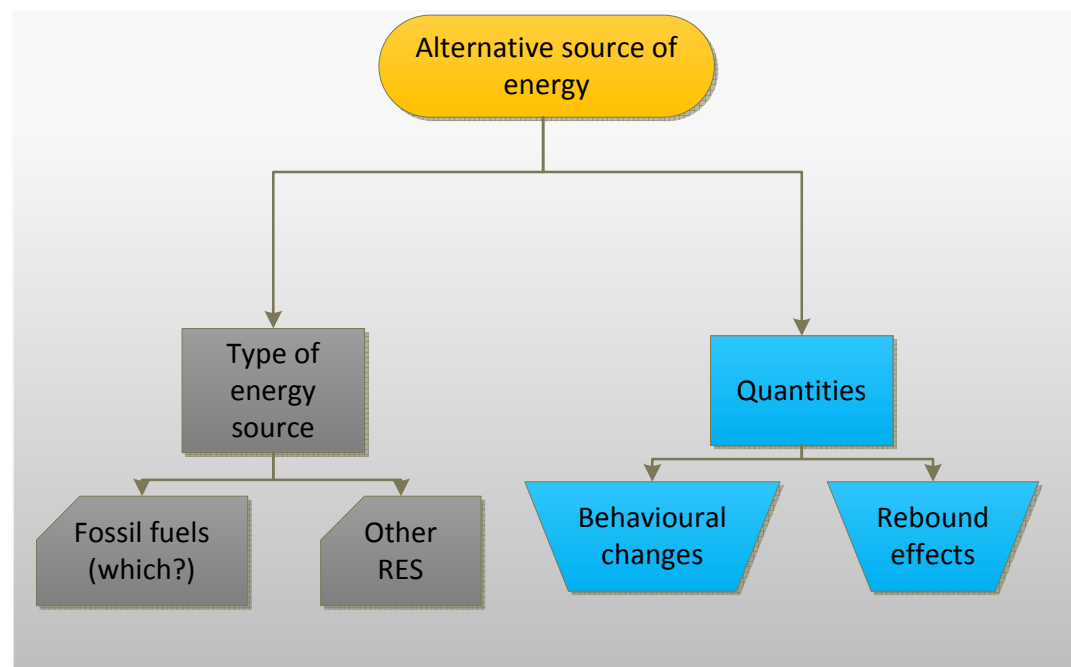 Alternative source of
energy
Type of
energy
source
Quantities
Fossil fuels
(which?)
Other
RES
Behavioural
changes
Rebound
effects